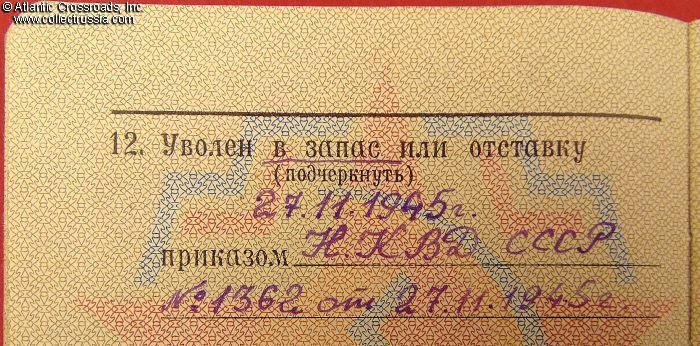 © Atlantic Crossroads, Inc.
www.collectrussia.com
12. Уволен в запас или отставку
(подчеркнуть)
27.11.1945г.
приказом Н.КВД СССР
№1362 от 27.11.1945г.